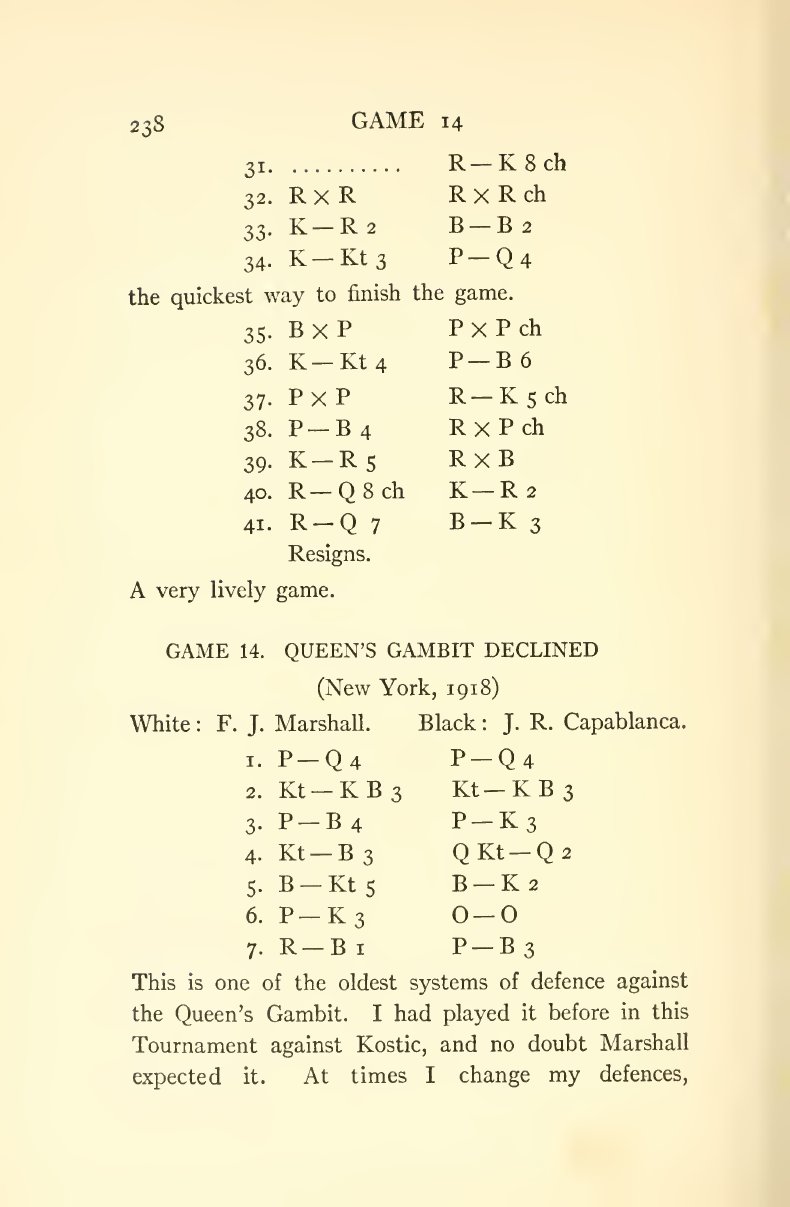 238 GAME 14
31. .......... R—K 8 ch
32. R × R R × R ch
33. K—R 2 B—B 2
34. K—Kt 3 P—Q 4
the quickest way to finish the game.
35. B × P P × P ch
36. K—Kt 4 P—B 6
37. P × P R—K 5 ch
38. P—B 4 R × P ch
39. K—R 5 R × B
40. R—Q 8 ch K—R 2
41. R—Q 7 B—K 3
Resigns.
A very lively game.
GAME 14. QUEEN'S GAMBIT DECLINED
(New York, 1918)
White: F. J. Marshall. Black: J. R. Capablanca.
1. P—Q 4 P—Q 4
2. Kt—K B 3 Kt—K B 3
3. P—B 4 P—K 3
4. Kt—B 3 Q Kt—Q 2
5. B—Kt 5 B—K 2
6. P—K 3 O—O
7. R—B 1 P—B 3
This is one of the oldest systems of defence against
the Queen's Gambit. I had played it before in this
Tournament against Kostic, and no doubt Marshall
expected it. At times I change my defences,